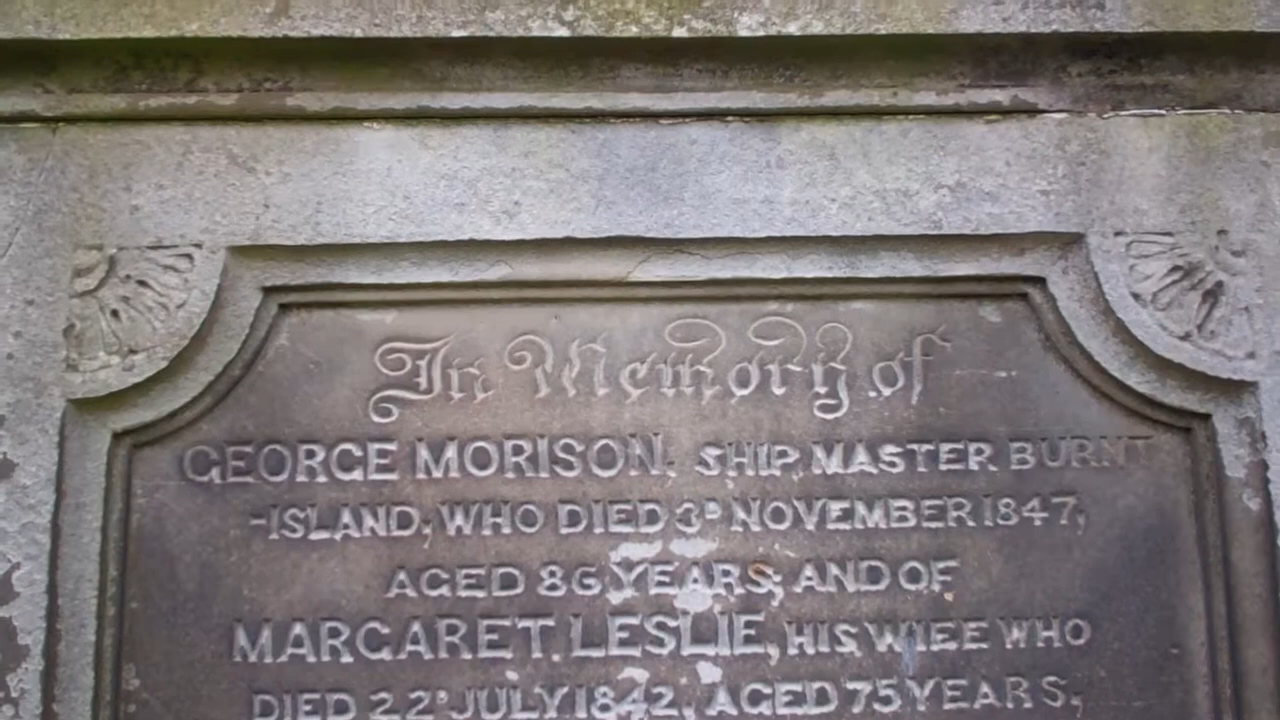 In Memory of
GEORGE MORISON, SHIP MASTER BURNT
-ISLAND, WHO DIED 3D NOVEMBER 1847,
AGED 86 YEARS; AND OF
MARGARET LESLIE, HIS WIFE WHO
DIED 22D JULY 1842, AGED 75 YEARS,